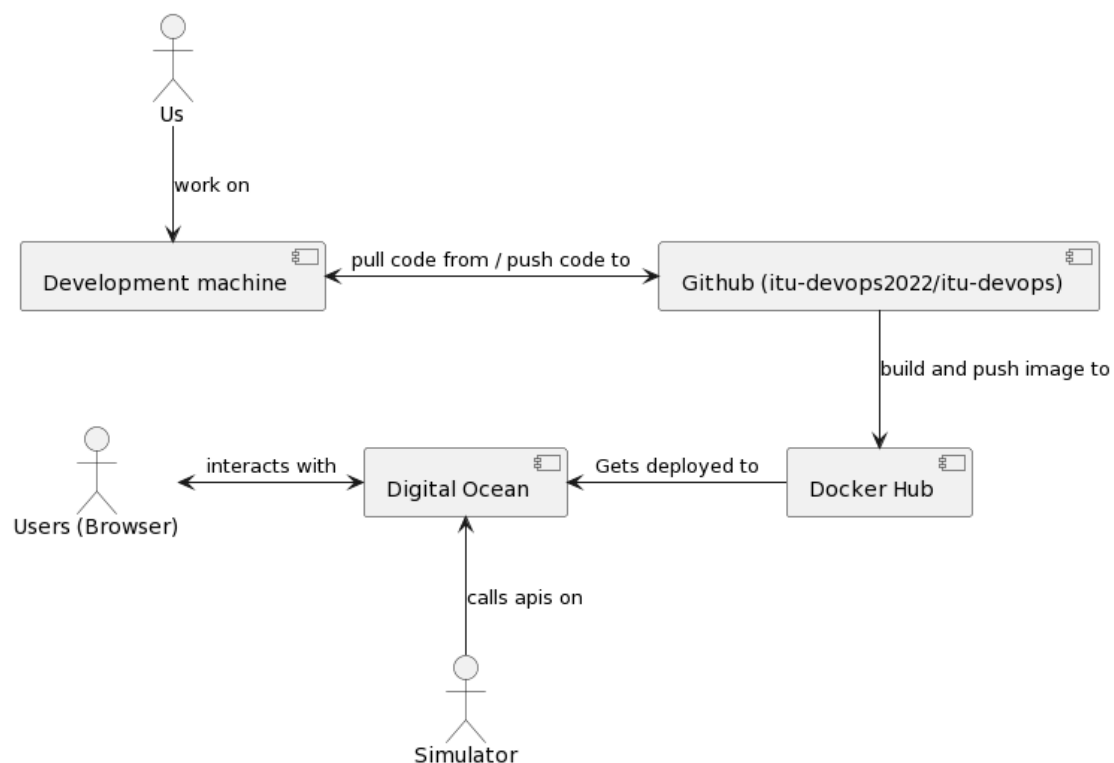 Us
work on
Development machine
pull code from / push code to
Github (itu-devops2022/itu-devops)
build and push image to
Users (Browser)
interacts with
Digital Ocean
Gets deployed to
Docker Hub
calls apis on
Simulator